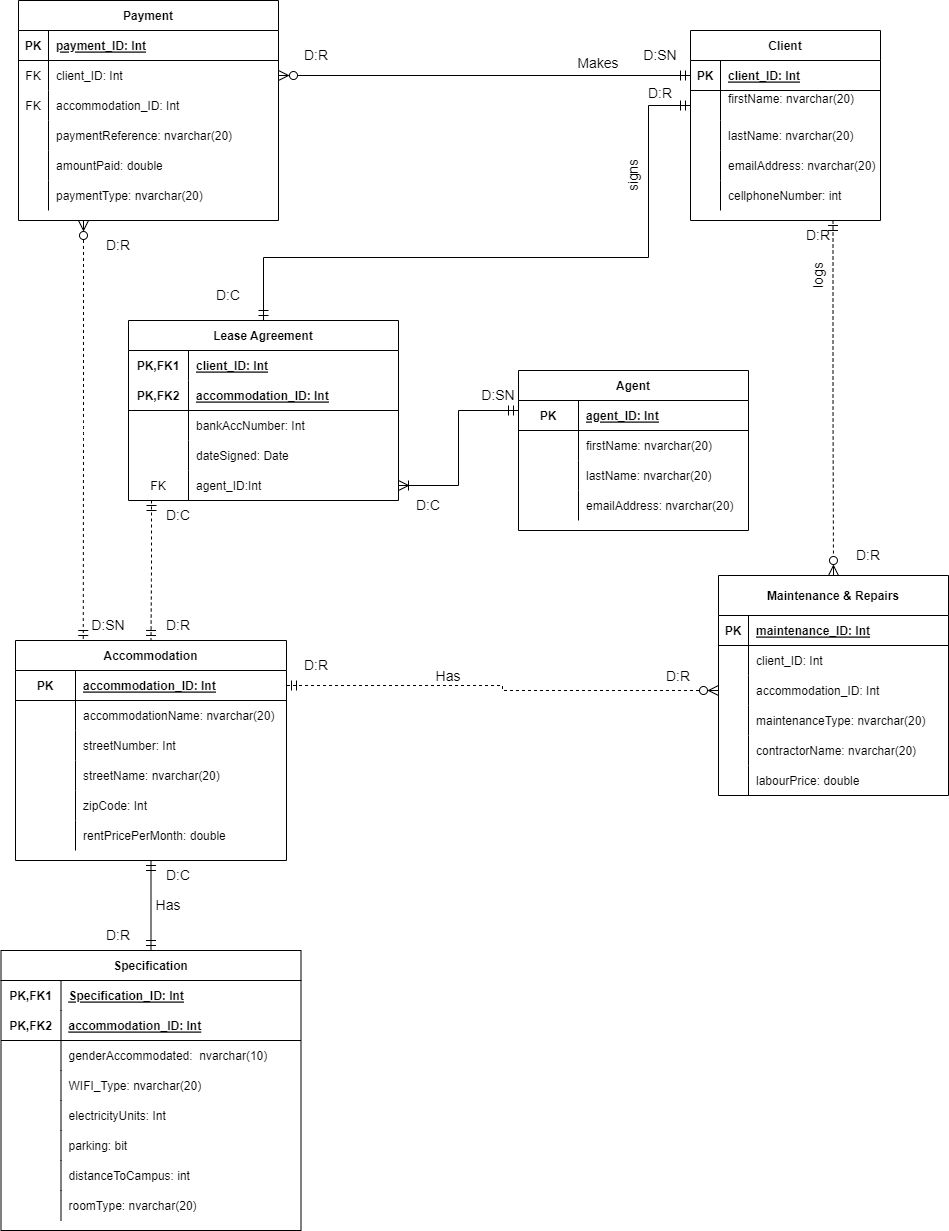 Payment
PK payment_ID: Int
FK client_ID: Int
FK accommodation_ID: Int
paymentReference: nvarchar(20)
amountPaid: double
paymentType: nvarchar(20)
D:R
Makes
D:SN
Client
PK client_ID: Int
firstName: nvarchar(20)
lastName: nvarchar(20)
emailAddress: nvarchar(20)
cellphoneNumber: int
D:R
signs
D:R
D:R
logs
D:C
Lease Agreement
PK,FK1 client_ID: Int
PK,FK2 accommodation_ID: Int
bankAccNumber: Int
dateSigned: Date
FK agent_ID:Int
D:SN
Agent
PK agent_ID: Int
firstName: nvarchar(20)
lastName: nvarchar(20)
emailAddress: nvarchar(20)
D:C
D:C
D:R
D:SN
D:R
Accommodation
PK accommodation_ID: Int
accommodationName: nvarchar(20)
streetNumber: Int
streetName: nvarchar(20)
zipCode: Int
rentPricePerMonth: double
D:R
Has
D:R
Maintenance & Repairs
PK maintenance_ID: Int
client_ID: Int
accommodation_ID: Int
maintenanceType: nvarchar(20)
contractorName: nvarchar(20)
labourPrice: double
D:C
Has
D:R
Specification
PK,FK1 Specification_ID: Int
PK,FK2 accommodation_ID: Int
genderAccommodated: nvarchar(10)
WIFI_Type: nvarchar(20)
electricityUnits: Int
parking: bit
distanceToCampus: int
roomType: nvarchar(20)